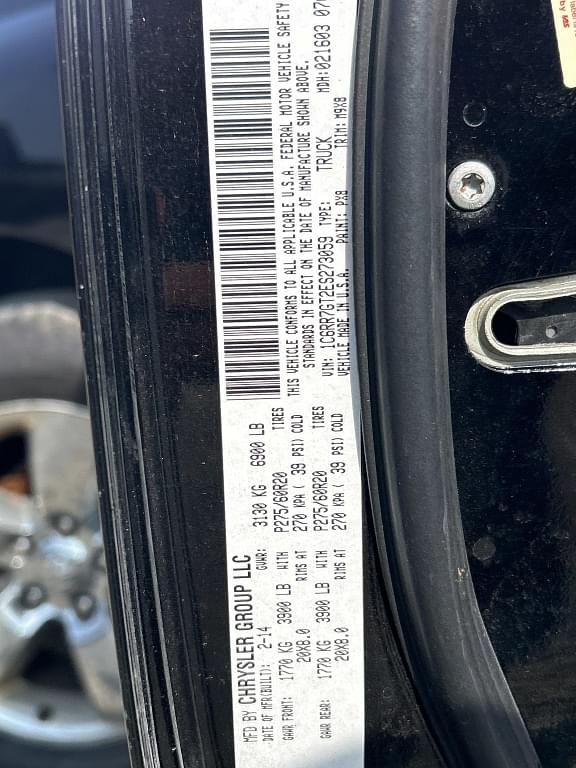 MFD BY CHRYSLER GROUP LLC
DATE OF MFR(BUILT): 2-14 GVWR: 3130 KG 6900 LB
GAWR FRONT: 1770 KG 3900 LB WITH P275/60R20 TIRES
20X8.0 RIMS AT 270 KPA ( 39 PSI) COLD
GAWR REAR: 1770 KG 3900 LB WITH P275/60R20 TIRES
20X8.0 RIMS AT 270 KPA ( 39 PSI) COLD
THIS VEHICLE CONFORMS TO ALL APPLICABLE U.S.A. FEDERAL MOTOR VEHICLE SAFETY
STANDARDS IN EFFECT ON THE DATE OF MANUFACTURE SHOWN ABOVE.
VIN: 1C6RR7GT2ES273059 TYPE: TRUCK MDH:021603 07
VEHICLE MADE IN U.S.A. PAINT: PX8 TRIM: M9X8
by